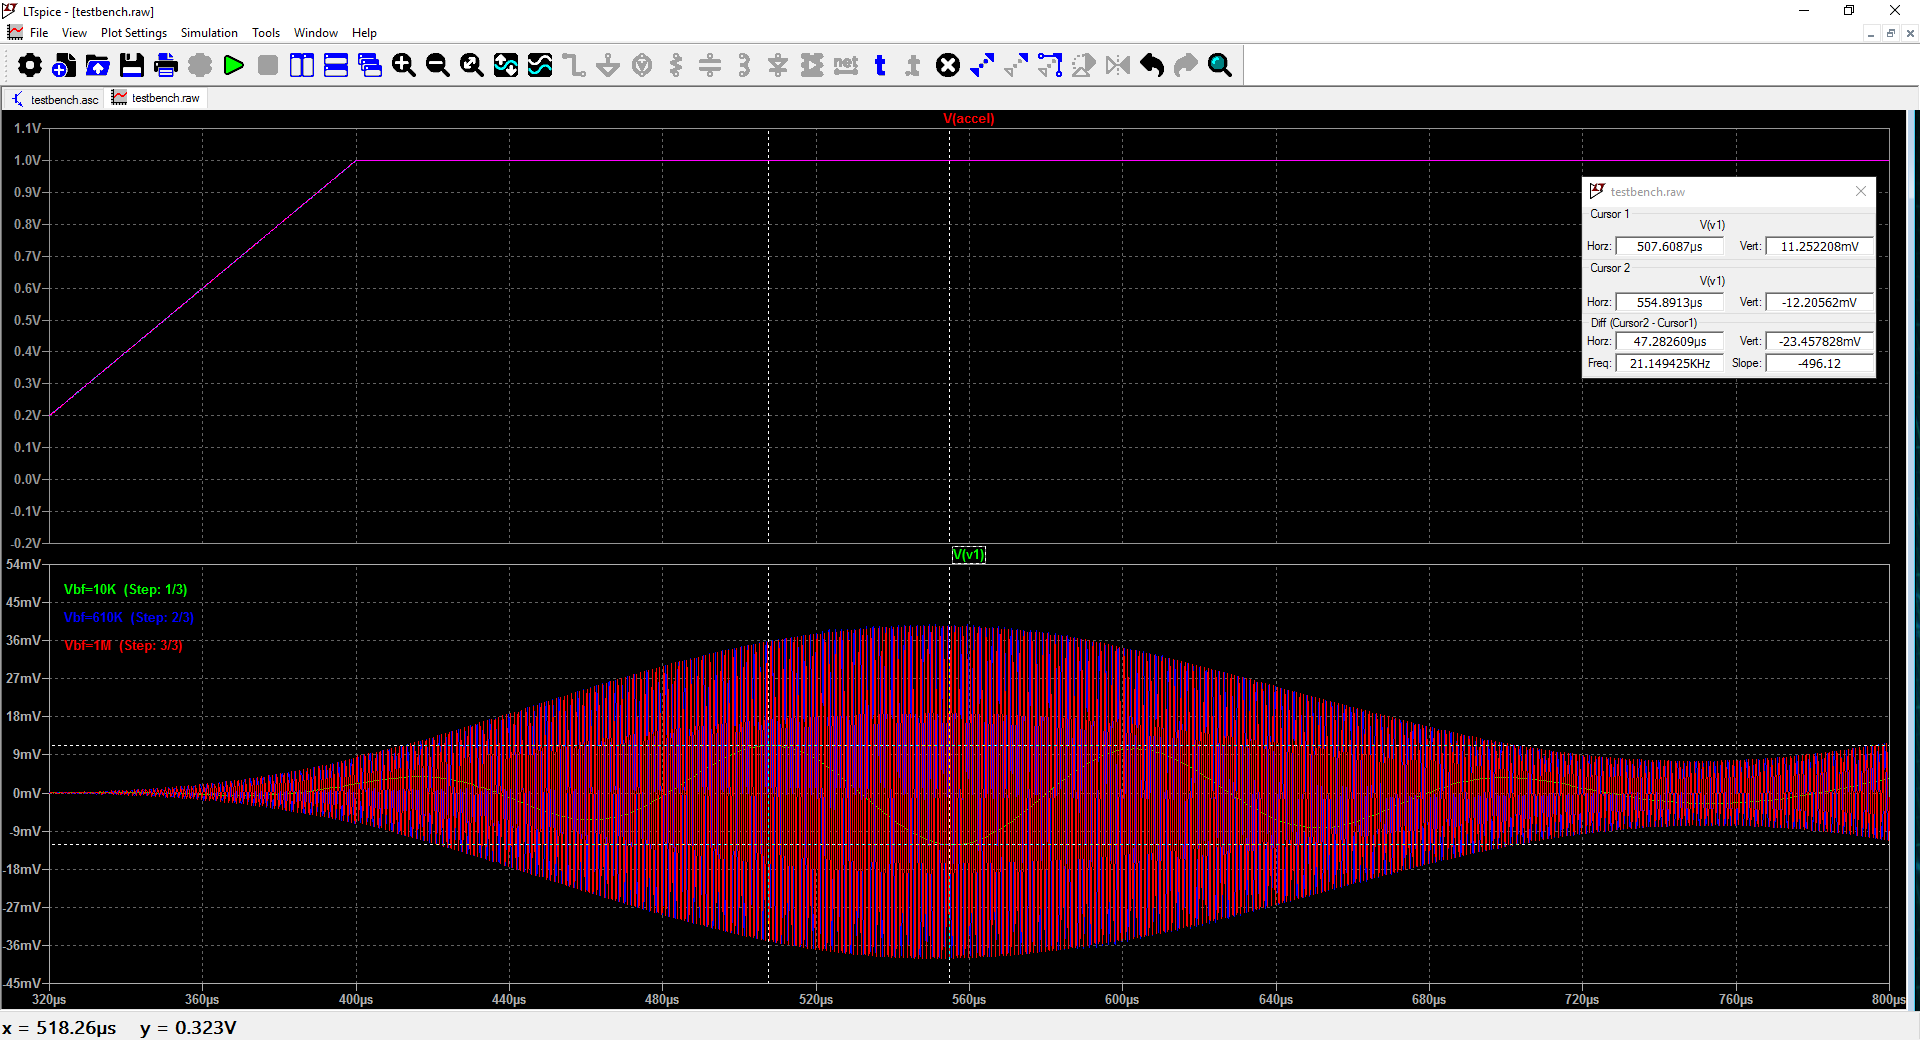 LTspice - [testbench.raw]
File View Plot Settings Simulation Tools Window Help
net
t
t
testbench.asc testbench.raw
V(accel)
1.1V
1.0V
0.9V
0.8V
0.7V
0.6V
0.5V
0.4V
0.3V
0.2V
0.1V
0.0V
-0.1V
-0.2V
testbench.raw
Cursor 1
V(v1)
Horz: 507.6087µs Vert: 11.252208mV
Cursor 2
V(v1)
Horz: 554.8913µs Vert: -12.20562mV
Diff (Cursor2 - Cursor1)
Horz: 47.282609µs Vert: -23.457828mV
Freq: 21.149425KHz Slope: -496.12
V(v1)
54mV
45mV
36mV
27mV
18mV
9mV
0mV
-9mV
-18mV
-27mV
-36mV
-45mV
Vbf=10K (Step: 1/3)
Vbf=610K (Step: 2/3)
Vbf=1M (Step: 3/3)
320µs 360µs 400µs 440µs 480µs 520µs 560µs 600µs 640µs 680µs 720µs 760µs 800µs
x = 518.26µs y = 0.323V